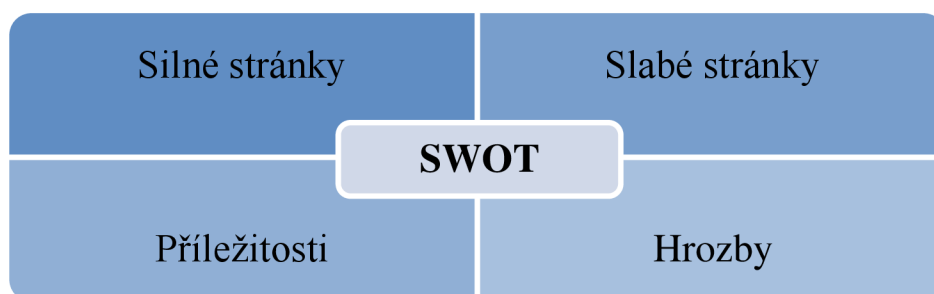 Silné stránky
Slabé stránky
SWOT
Příležitosti
Hrozby